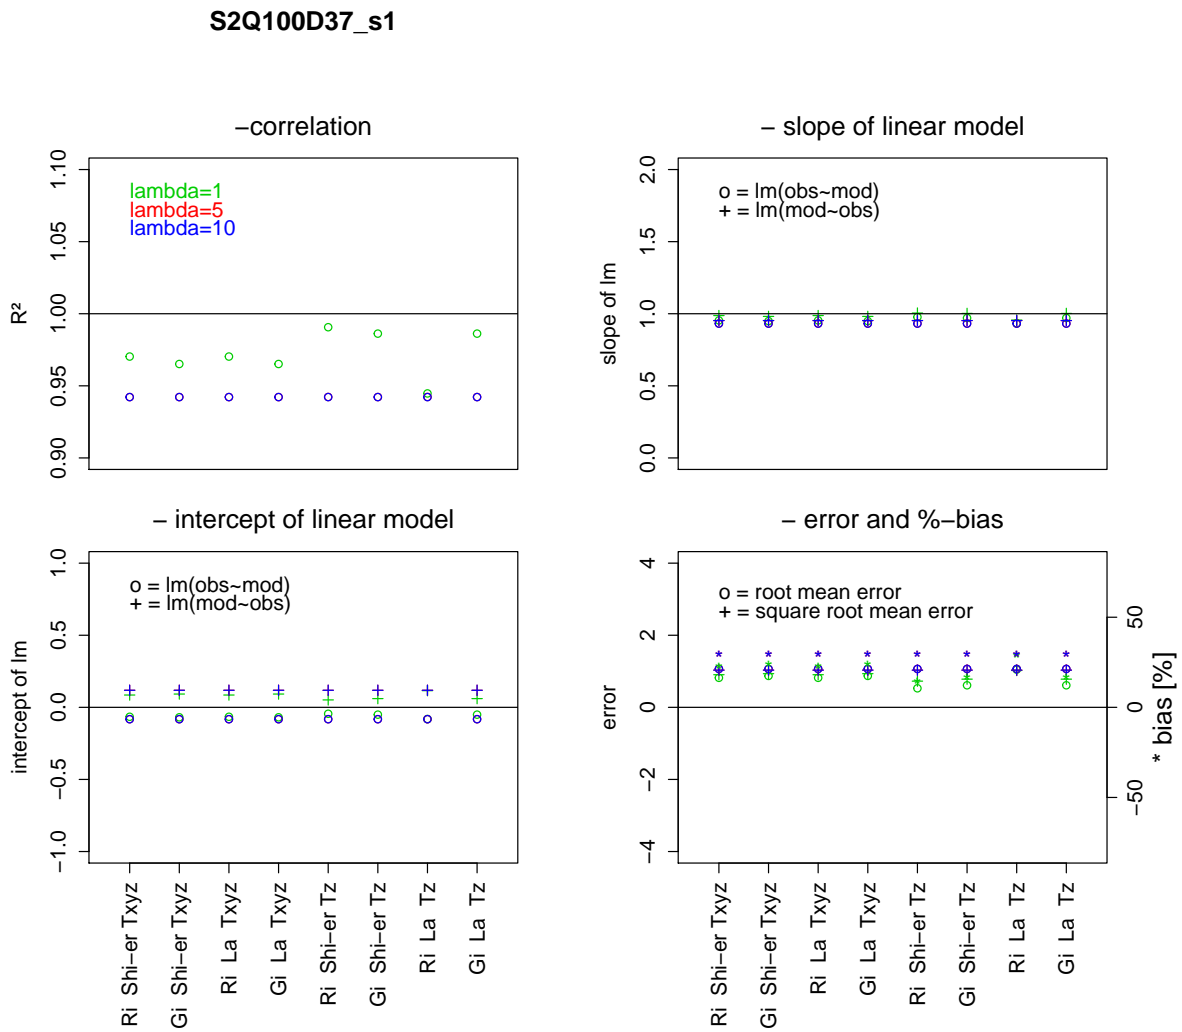 S2Q100D37_s1
−correlation
1.10
1.05
1.00
0.95
0.90
R²
lambda=1
lambda=5
lambda=10
− slope of linear model
2.0
1.5
1.0
0.5
0.0
slope of lm
o = lm(obs~mod)
+ = lm(mod~obs)
− intercept of linear model
1.0
0.5
0.0
−0.5
−1.0
intercept of lm
o = lm(obs~mod)
+ = lm(mod~obs)
Ri Shi−er Txyz
Gi Shi−er Txyz
Ri La Txyz
Gi La Txyz
Ri Shi−er Tz
Gi Shi−er Tz
Ri La Tz
Gi La Tz
− error and %−bias
4
2
0
−2
−4
error
o = root mean error
+ = square root mean error
50
0
−50
* bias [%]
Ri Shi−er Txyz
Gi Shi−er Txyz
Ri La Txyz
Gi La Txyz
Ri Shi−er Tz
Gi Shi−er Tz
Ri La Tz
Gi La Tz